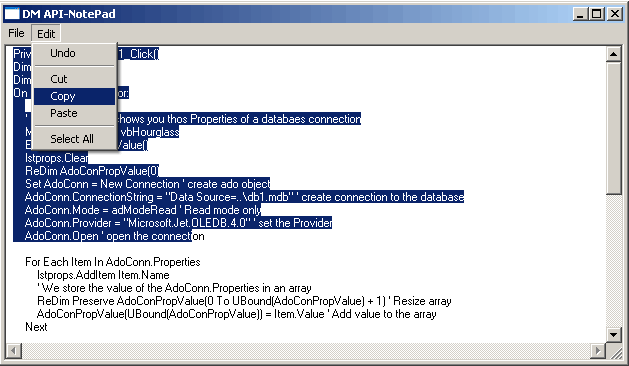 DM API-NotePad
File Edit
Undo
Cut
Copy
Paste
Select All
Priv 1_Click()
Dim
Dim
On or:
' hows you thos Properties of a databaes connection
M vbHourglass
E Value()
lstprops.Clear
ReDim AdoConPropValue(0)
Set AdoConn = New Connection ' create ado object
AdoConn.ConnectionString = "Data Source=..\db1.mdb" ' create connection to the database
AdoConn.Mode = adModeRead ' Read mode only
AdoConn.Provider = "Microsoft.Jet.OLEDB.4.0" ' set the Provider
AdoConn.Open ' open the connection
For Each Item In AdoConn.Properties
lstprops.AddItem Item.Name
' We store the value of the AdoConn.Properties in an array
ReDim Preserve AdoConPropValue(0 To UBound(AdoConPropValue) + 1) ' Resize array
AdoConPropValue(UBound(AdoConPropValue)) = Item.Value ' Add value to the array
Next